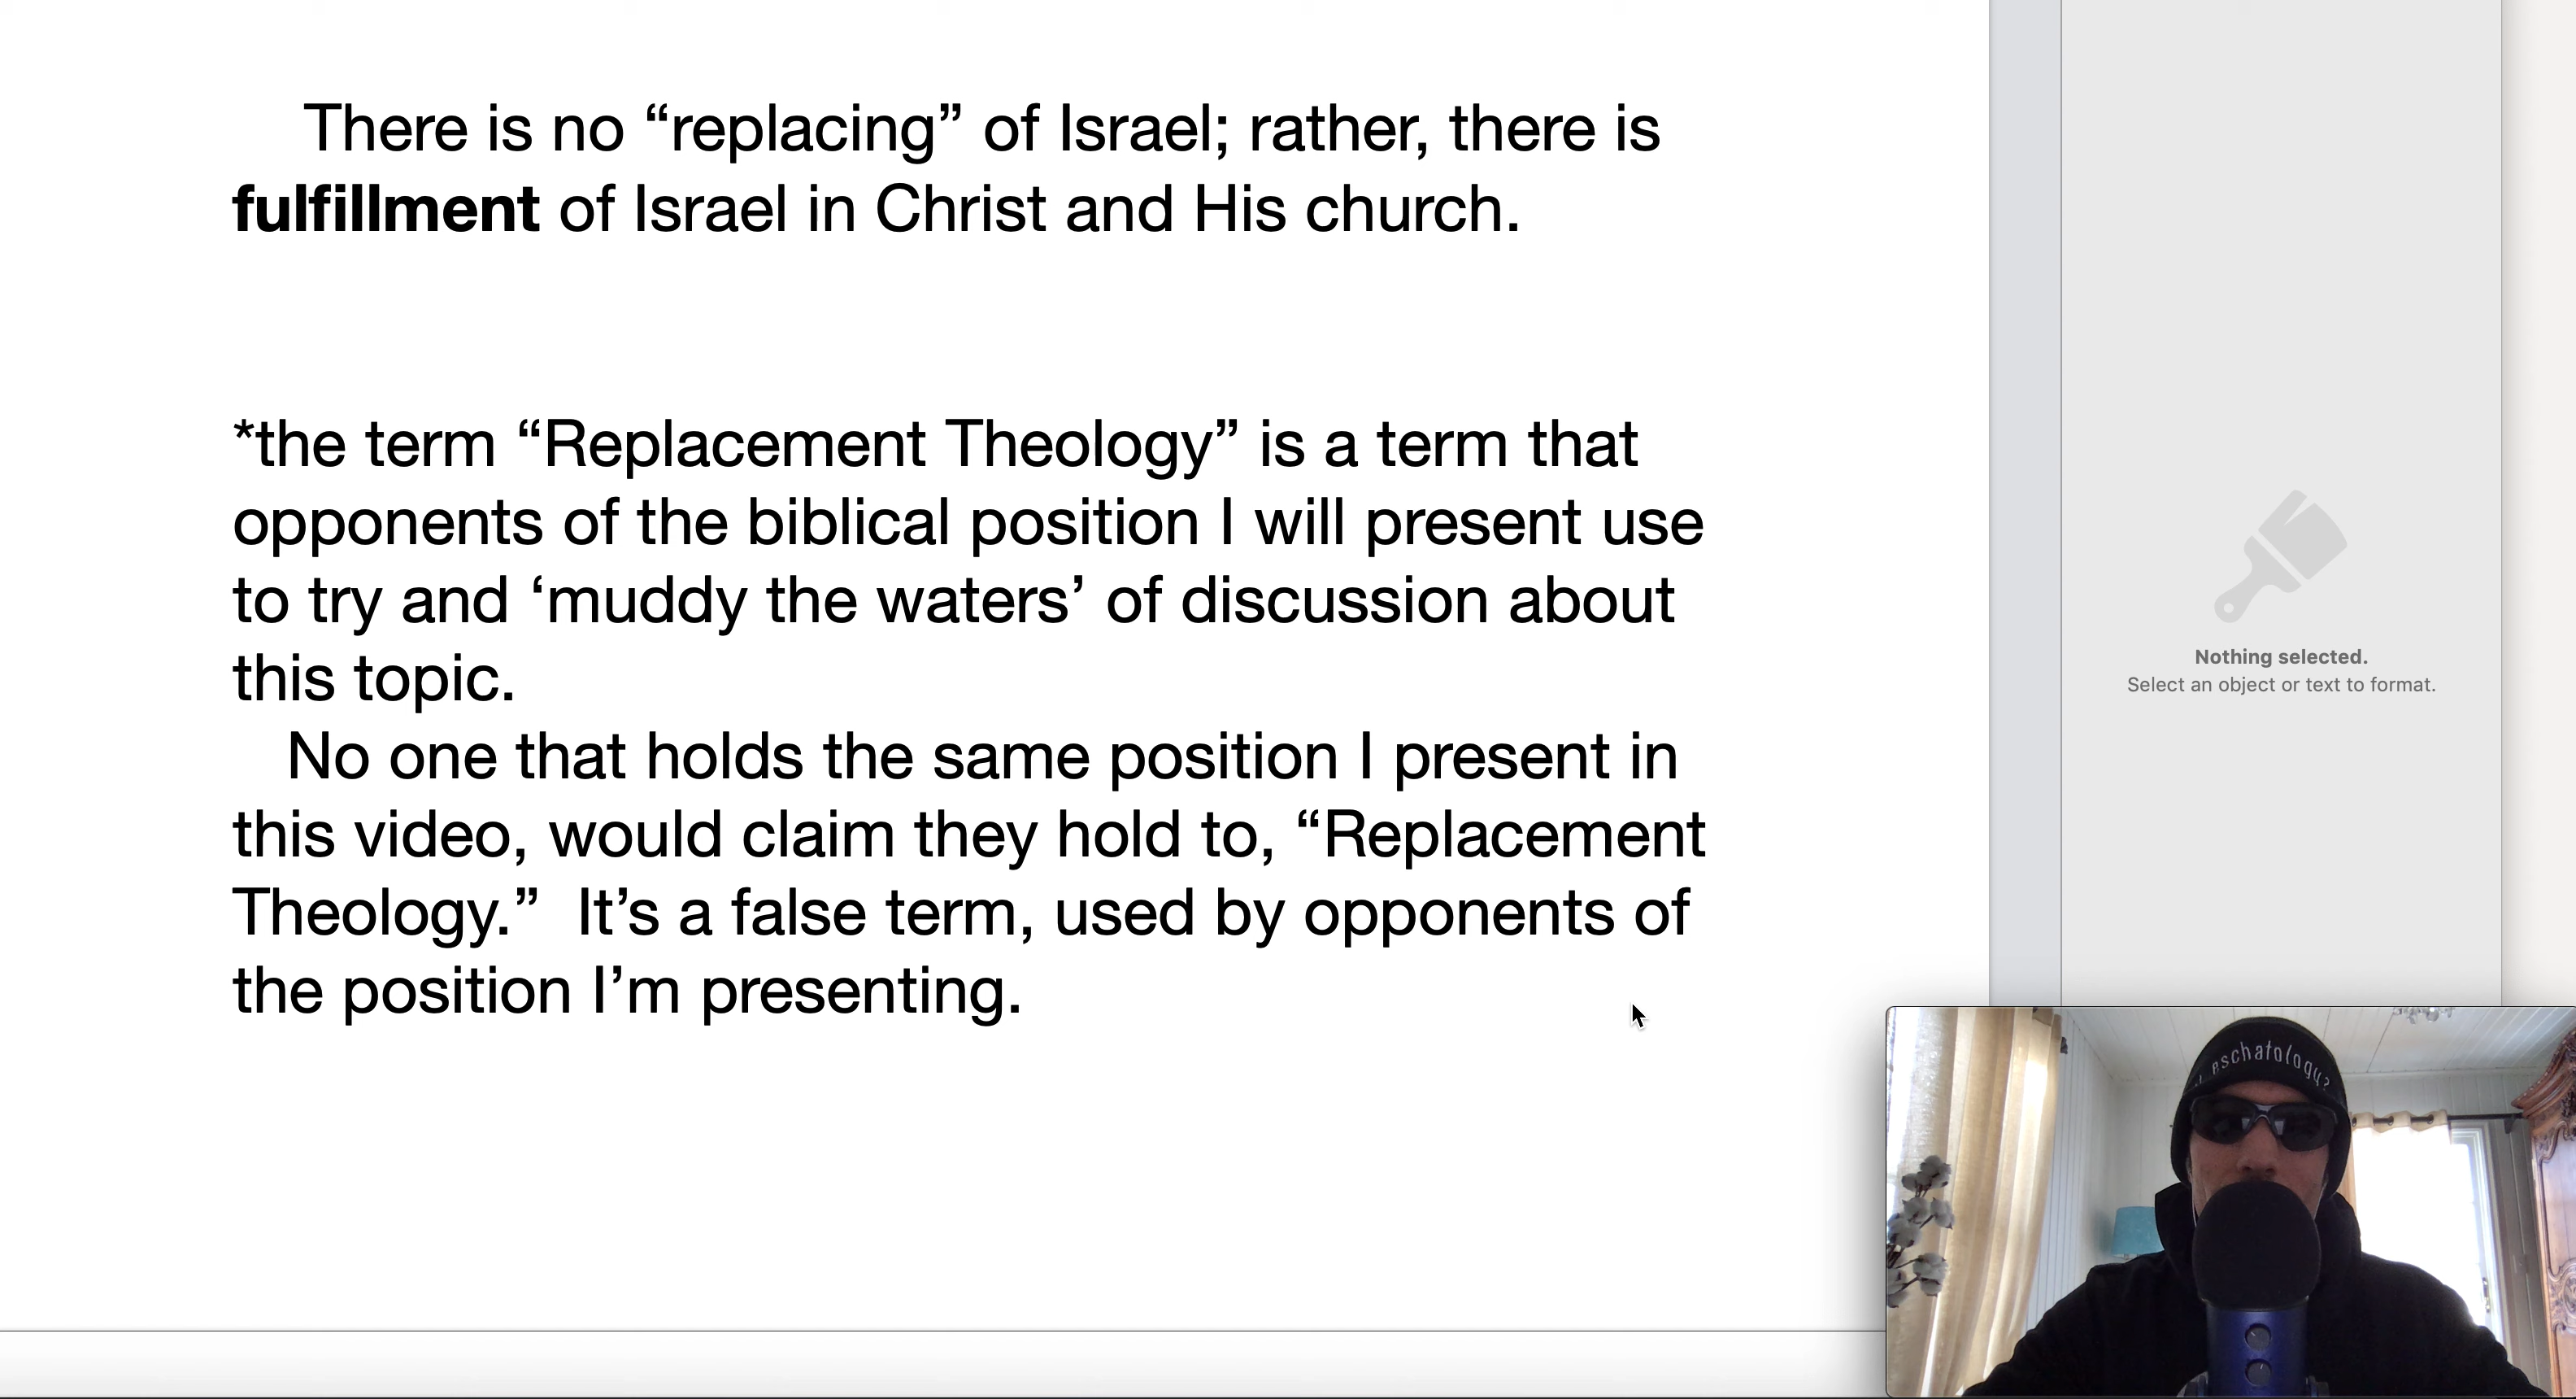 There is no “replacing” of Israel; rather, there is
fulfillment of Israel in Christ and His church.
*the term “Replacement Theology” is a term that
opponents of the biblical position I will present use
to try and ‘muddy the waters’ of discussion about
this topic.
No one that holds the same position I present in
this video, would claim they hold to, “Replacement
Theology.”  It’s a false term, used by opponents of
the position I’m presenting.
Nothing selected.
Select an object or text to format.
eschatology?